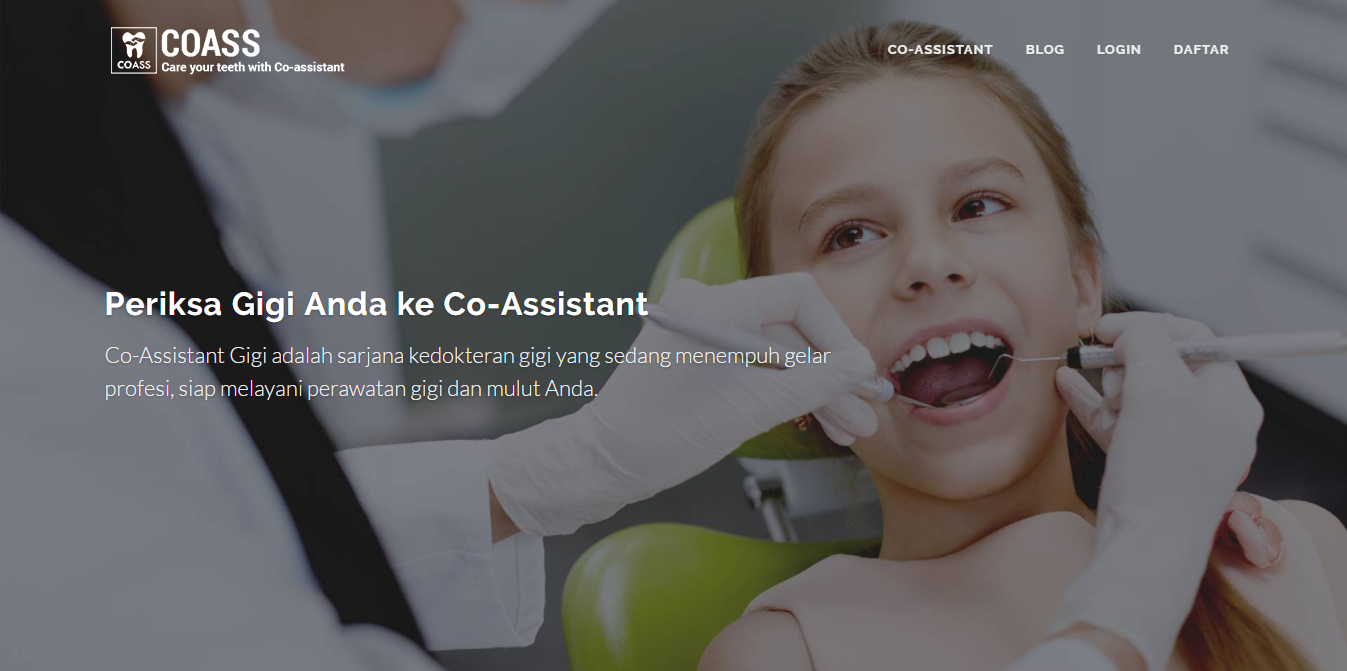 COASS
COASS
Care your teeth with Co-assistant
CO-ASSISTANT BLOG LOGIN DAFTAR
Periksa Gigi Anda ke Co-Assistant
Co-Assistant Gigi adalah sarjana kedokteran gigi yang sedang menempuh gelar
profesi, siap melayani perawatan gigi dan mulut Anda.